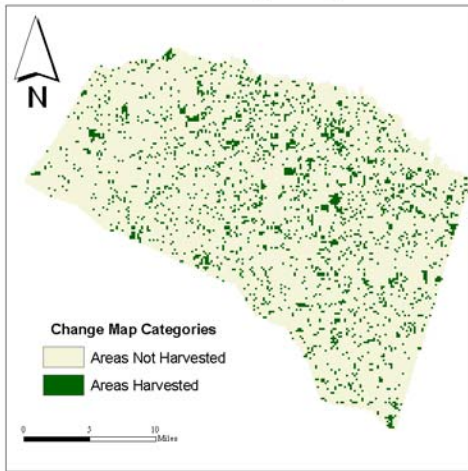 N
Change Map Categories
Areas Not Harvested
Areas Harvested
0 5 10
Miles